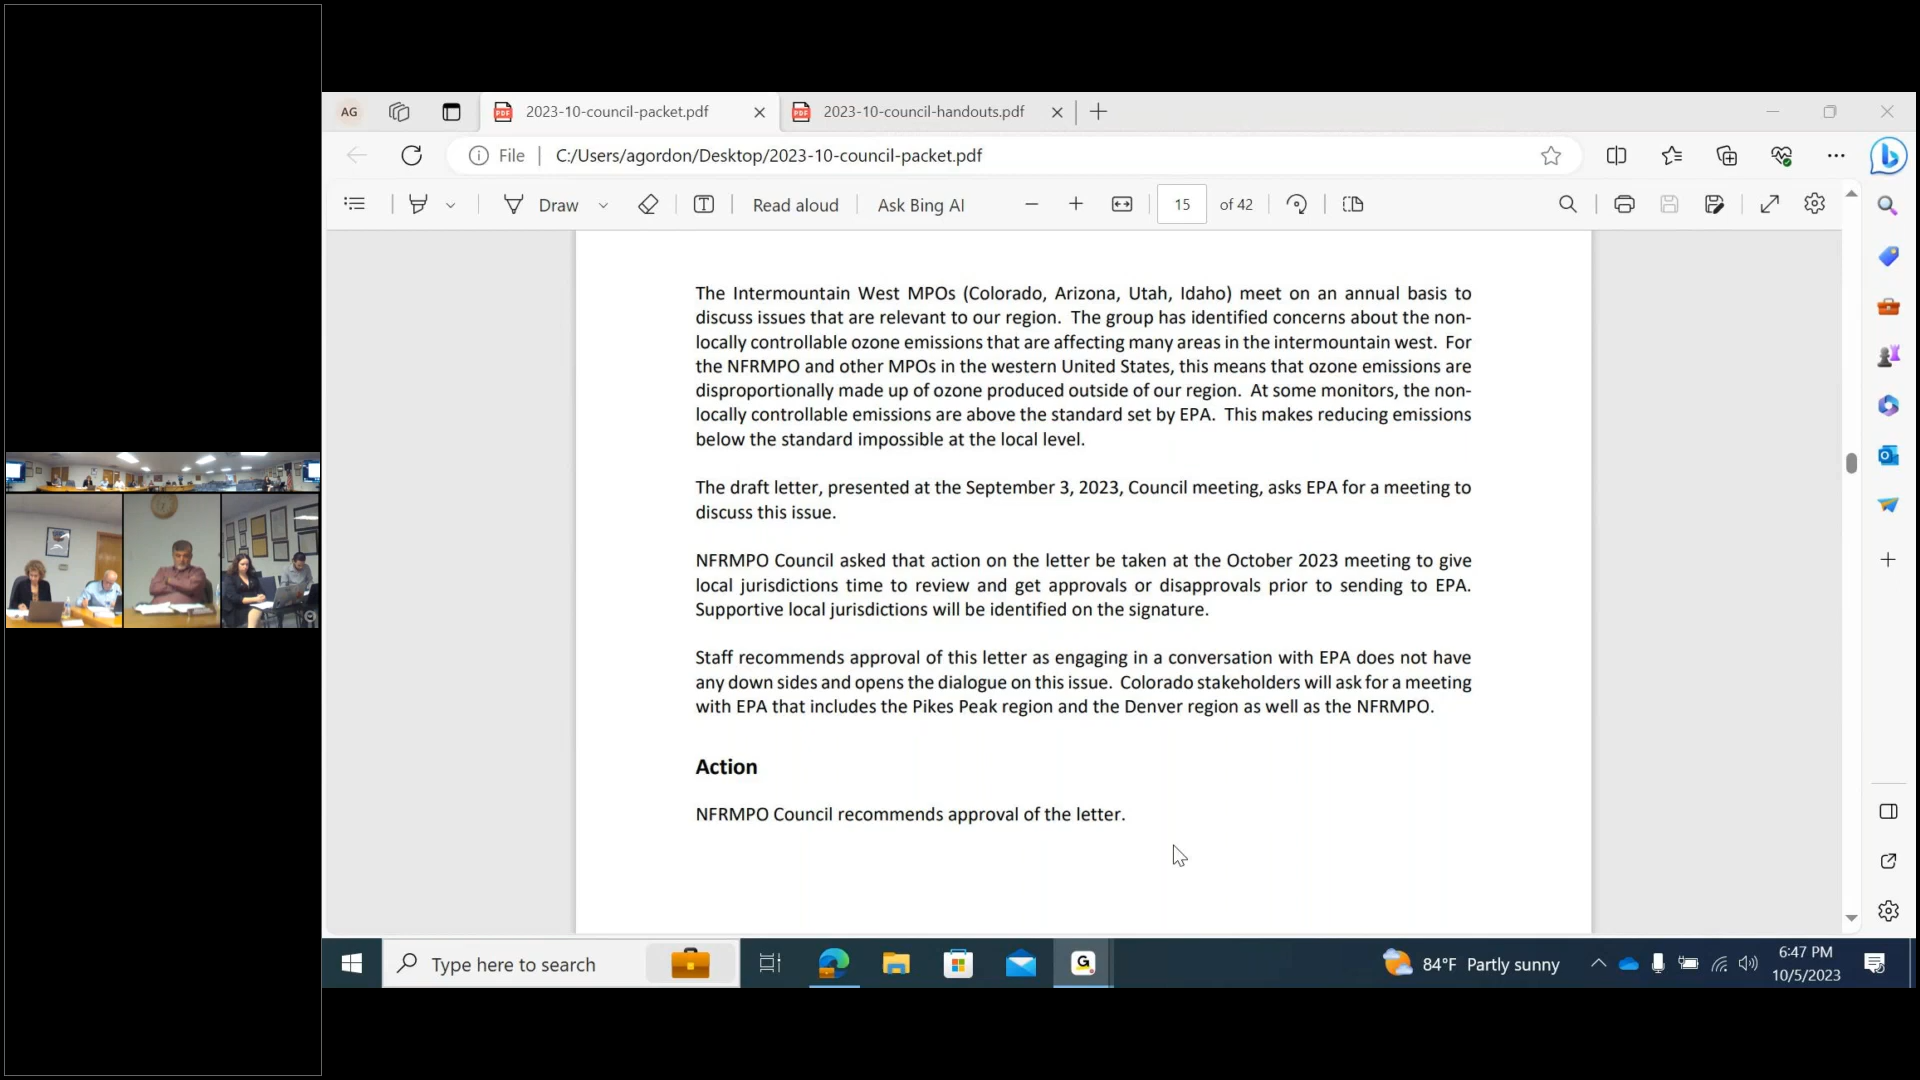 AG
2023-10-council-packet.pdf
2023-10-council-handouts.pdf
File
C:/Users/agordon/Desktop/2023-10-council-packet.pdf
Draw
Read aloud
Ask Bing AI
15
of 42
The Intermountain West MPOs (Colorado, Arizona, Utah, Idaho) meet on an annual basis to
discuss issues that are relevant to our region. The group has identified concerns about the non-
locally controllable ozone emissions that are affecting many areas in the intermountain west. For
the NFRMPO and other MPOs in the western United States, this means that ozone emissions are
disproportionally made up of ozone produced outside of our region. At some monitors, the non-
locally controllable emissions are above the standard set by EPA. This makes reducing emissions
below the standard impossible at the local level.
The draft letter, presented at the September 3, 2023, Council meeting, asks EPA for a meeting to
discuss this issue.
NFRMPO Council asked that action on the letter be taken at the October 2023 meeting to give
local jurisdictions time to review and get approvals or disapprovals prior to sending to EPA.
Supportive local jurisdictions will be identified on the signature.
Staff recommends approval of this letter as engaging in a conversation with EPA does not have
any down sides and opens the dialogue on this issue. Colorado stakeholders will ask for a meeting
with EPA that includes the Pikes Peak region and the Denver region as well as the NFRMPO.
Action
NFRMPO Council recommends approval of the letter.
Type here to search
84°F Partly sunny
6:47 PM
10/5/2023